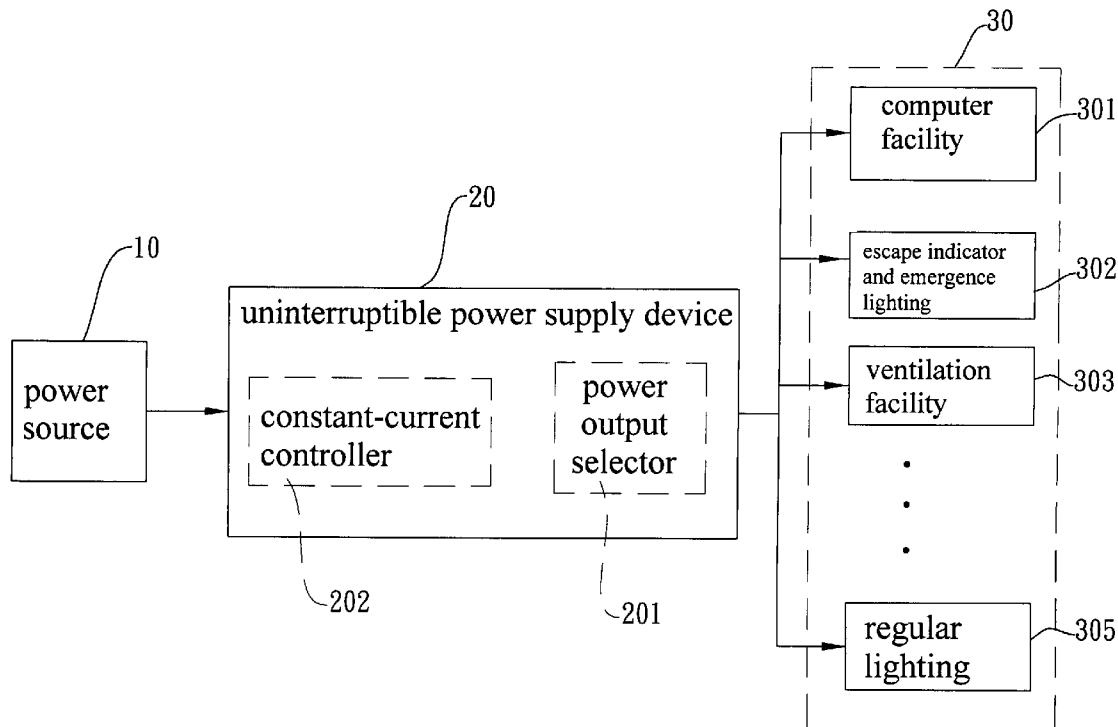 30
computer
facility
301
20
10
escape indicator
and emergence
lighting
302
uninterruptible power supply device
power
source
constant-current
controller
power
output
selector
ventilation
facility
303
202
201
regular
lighting
305